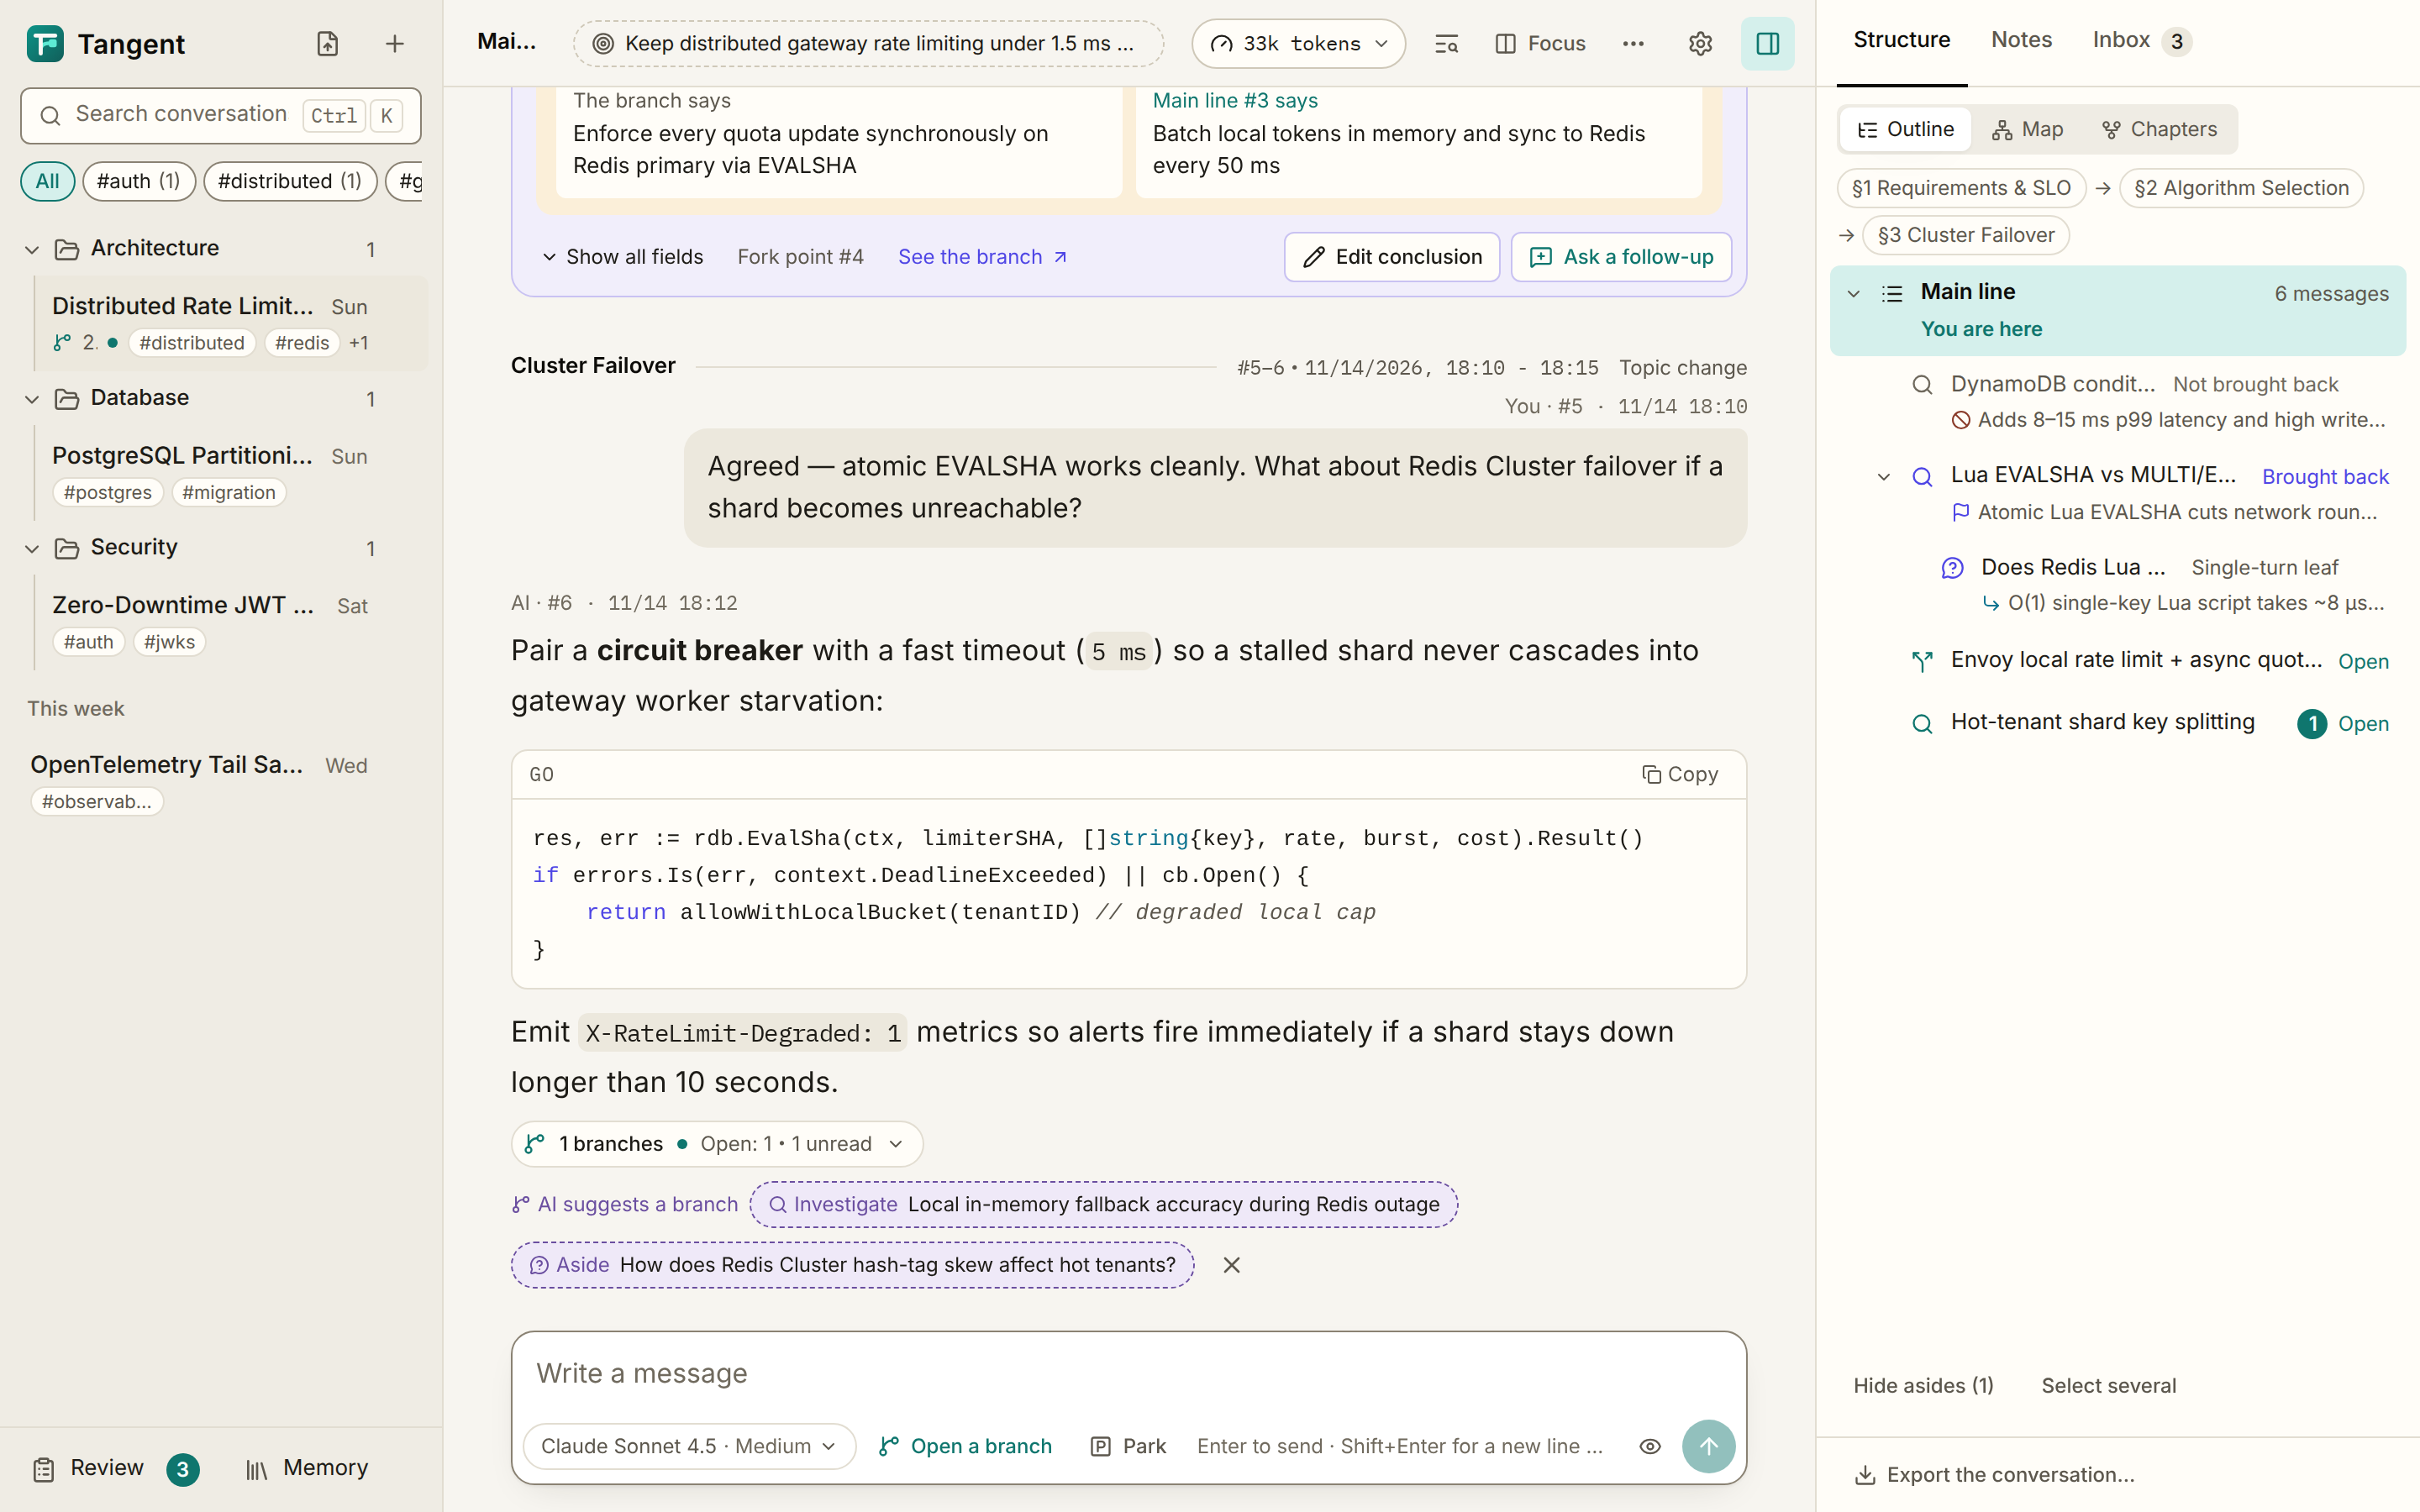 Tangent
Search conversation Ctrl K
All #auth (1) #distributed (1) #g
Architecture 1
Distributed Rate Limit... Sun
2. #distributed #redis +1
Database 1
PostgreSQL Partitioni... Sun
#postgres #migration
Security 1
Zero-Downtime JWT ... Sat
#auth #jwks
This week
OpenTelemetry Tail Sa... Wed
#observab...
Review 3 Memory
Mai... Keep distributed gateway rate limiting under 1.5 ms ... 33k tokens Focus
The branch says
Enforce every quota update synchronously on
Redis primary via EVALSHA
Main line #3 says
Batch local tokens in memory and sync to Redis
every 50 ms
Show all fields Fork point #4 See the branch Edit conclusion Ask a follow-up
Cluster Failover #5–6 • 11/14/2026, 18:10 - 18:15 Topic change
You · #5 · 11/14 18:10
Agreed — atomic EVALSHA works cleanly. What about Redis Cluster failover if a
shard becomes unreachable?
AI · #6 · 11/14 18:12
Pair a circuit breaker with a fast timeout (5 ms) so a stalled shard never cascades into
gateway worker starvation:
GO Copy
res, err := rdb.EvalSha(ctx, limiterSHA, []string{key}, rate, burst, cost).Result()
if errors.Is(err, context.DeadlineExceeded) || cb.Open() {
    return allowWithLocalBucket(tenantID) // degraded local cap
}
Emit X-RateLimit-Degraded: 1 metrics so alerts fire immediately if a shard stays down
longer than 10 seconds.
1 branches Open: 1 • 1 unread
AI suggests a branch Investigate Local in-memory fallback accuracy during Redis outage
Aside How does Redis Cluster hash-tag skew affect hot tenants?
Write a message
Claude Sonnet 4.5 · Medium Open a branch P Park Enter to send · Shift+Enter for a new line ...
Structure Notes Inbox 3
Outline Map Chapters
§1 Requirements & SLO → §2 Algorithm Selection
→ §3 Cluster Failover
Main line 6 messages
You are here
DynamoDB condit... Not brought back
Adds 8–15 ms p99 latency and high write...
Lua EVALSHA vs MULTI/E... Brought back
Atomic Lua EVALSHA cuts network roun...
Does Redis Lua ... Single-turn leaf
O(1) single-key Lua script takes ~8 µs...
Envoy local rate limit + async quot... Open
Hot-tenant shard key splitting 1 Open
Hide asides (1) Select several
Export the conversation...